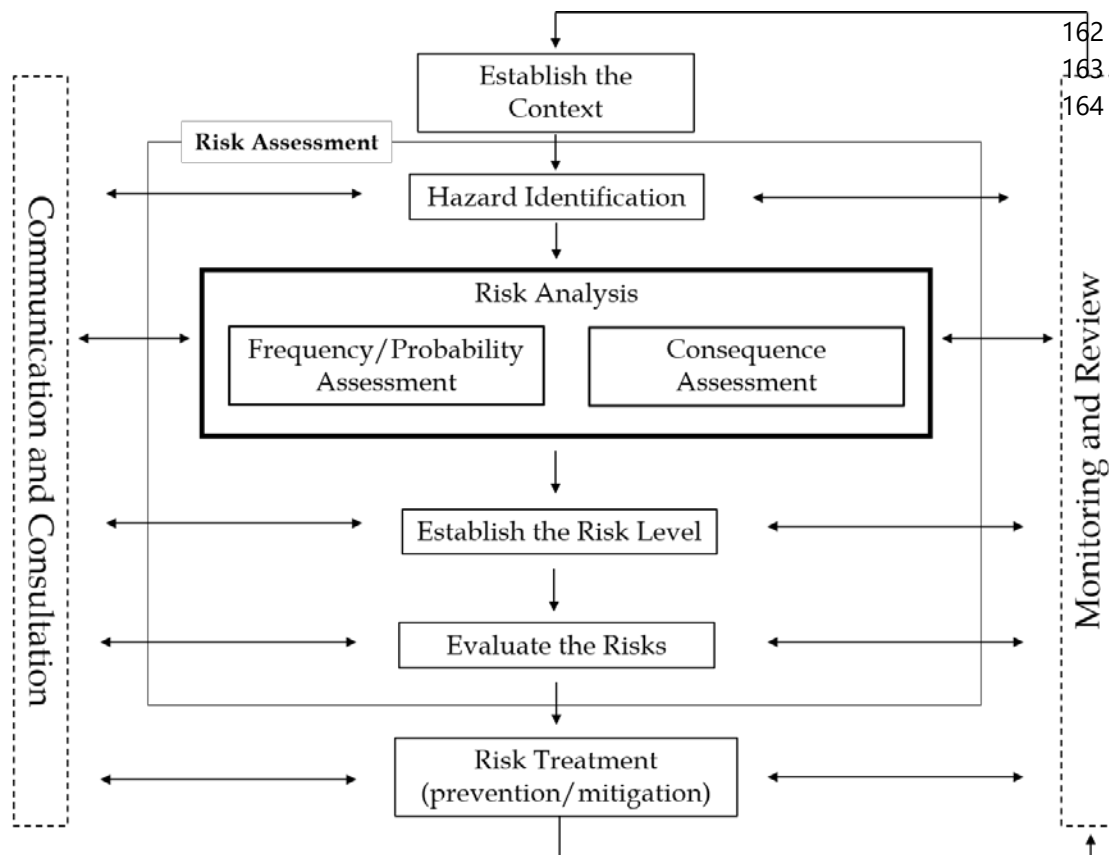 162
163
164
Establish the
Context
Risk Assessment
Hazard Identification
Risk Analysis
Frequency/Probability
Assessment
Consequence
Assessment
Establish the Risk Level
Evaluate the Risks
Risk Treatment
(prevention/mitigation)
Communication and Consultation
Monitoring and Review